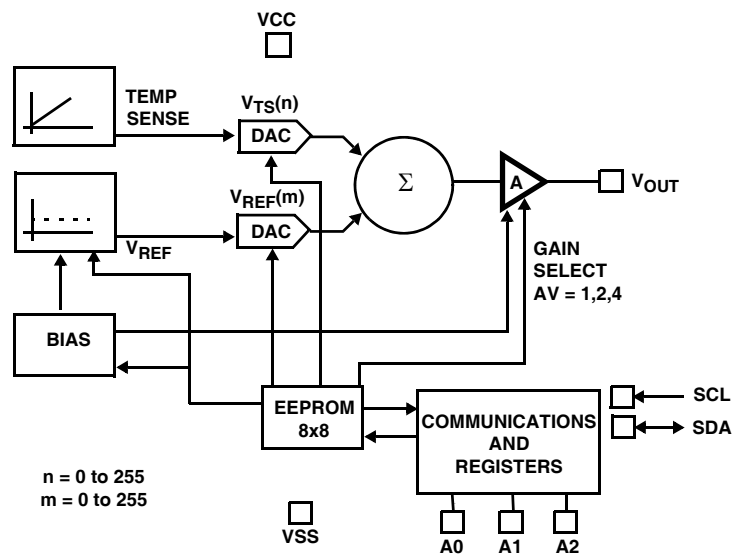 VCC
TEMP
SENSE
VTS(n)
DAC
Σ
A
VOUT
VREF(m)
VREF
DAC
GAIN
SELECT
AV = 1,2,4
BIAS
EEPROM
8x8
COMMUNICATIONS
AND
REGISTERS
SCL
SDA
n = 0 to 255
m = 0 to 255
VSS
A0
A1
A2